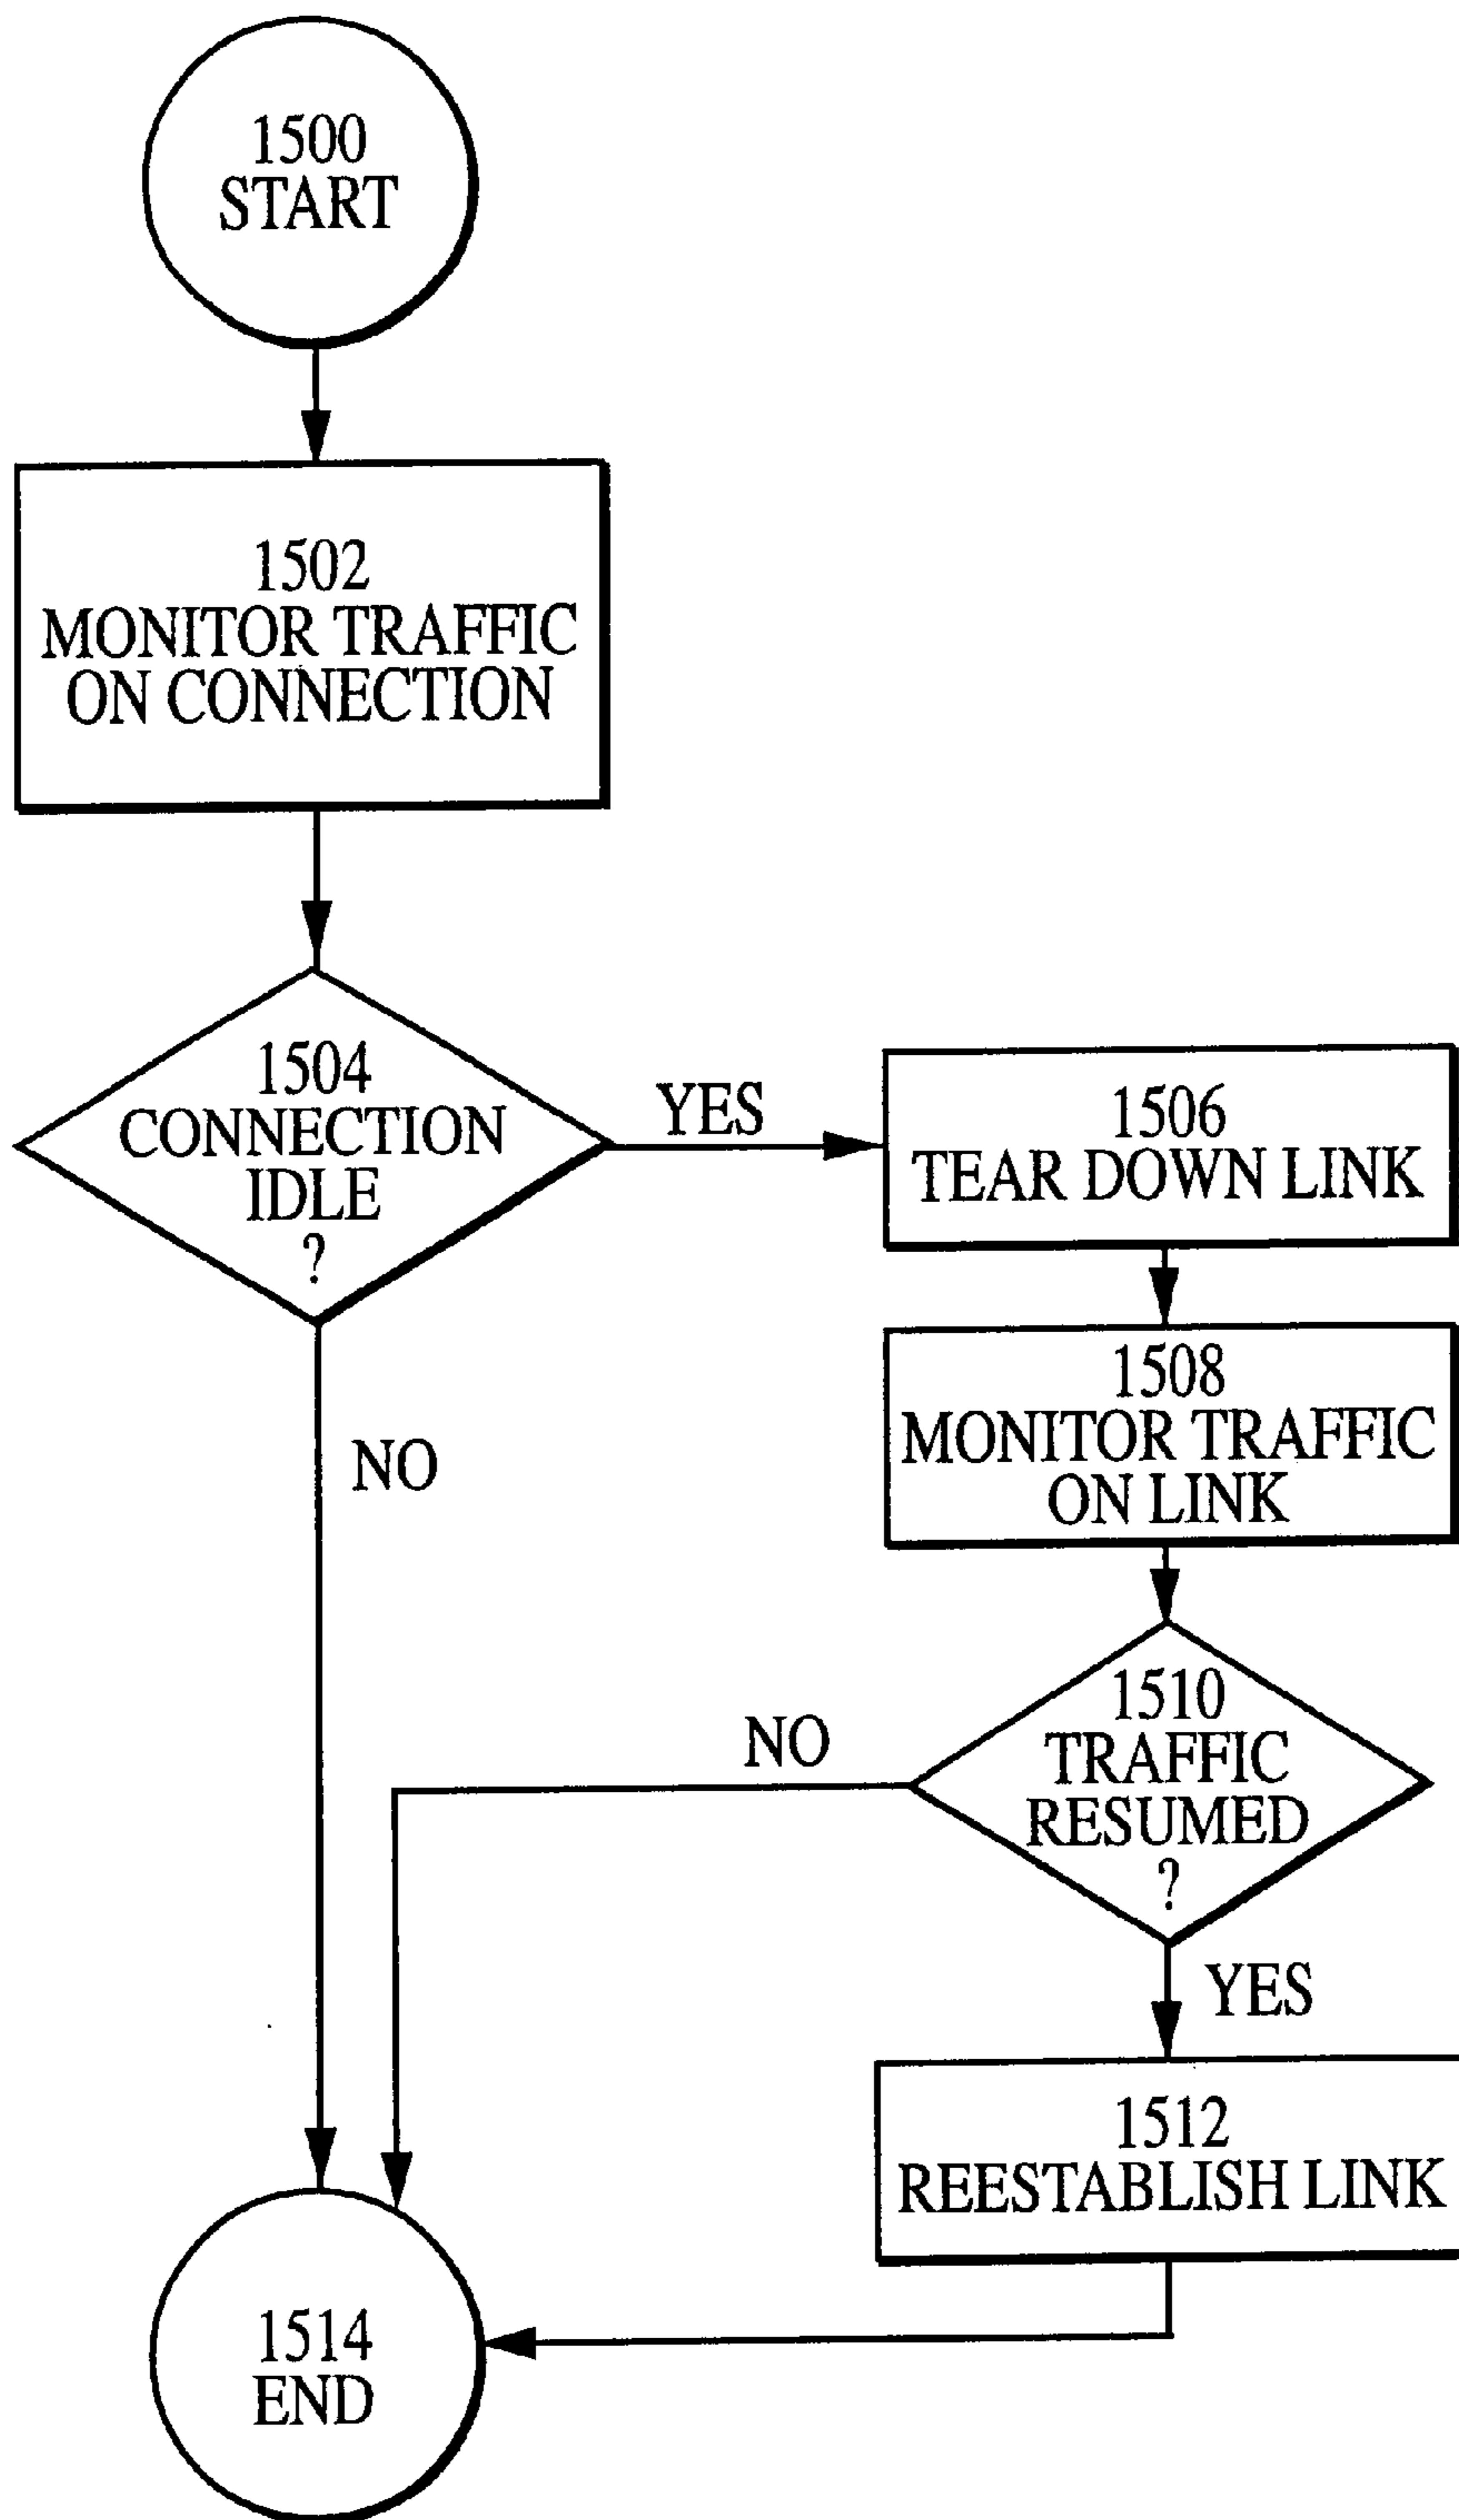 1500
START
1502
MONITOR TRAFFIC
ON CONNECTION
1504
CONNECTION
IDLE
?
YES
1506
TEAR DOWN LINK
1508
MONITOR TRAFFIC
ON LINK
NO
1510
TRAFFIC
RESUMED
?
NO
YES
1512
REESTABLISH LINK
1514
END